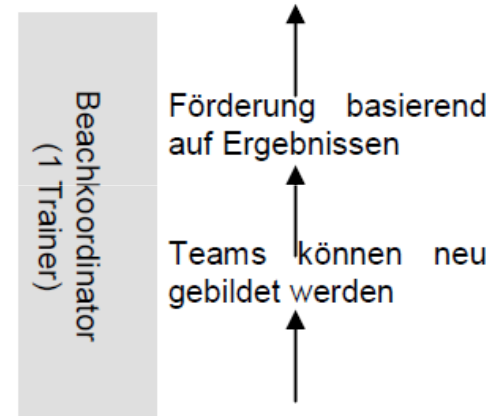 Beachkoordinator
(1 Trainer)
Förderung basierend
auf Ergebnissen
Teams können neu
gebildet werden